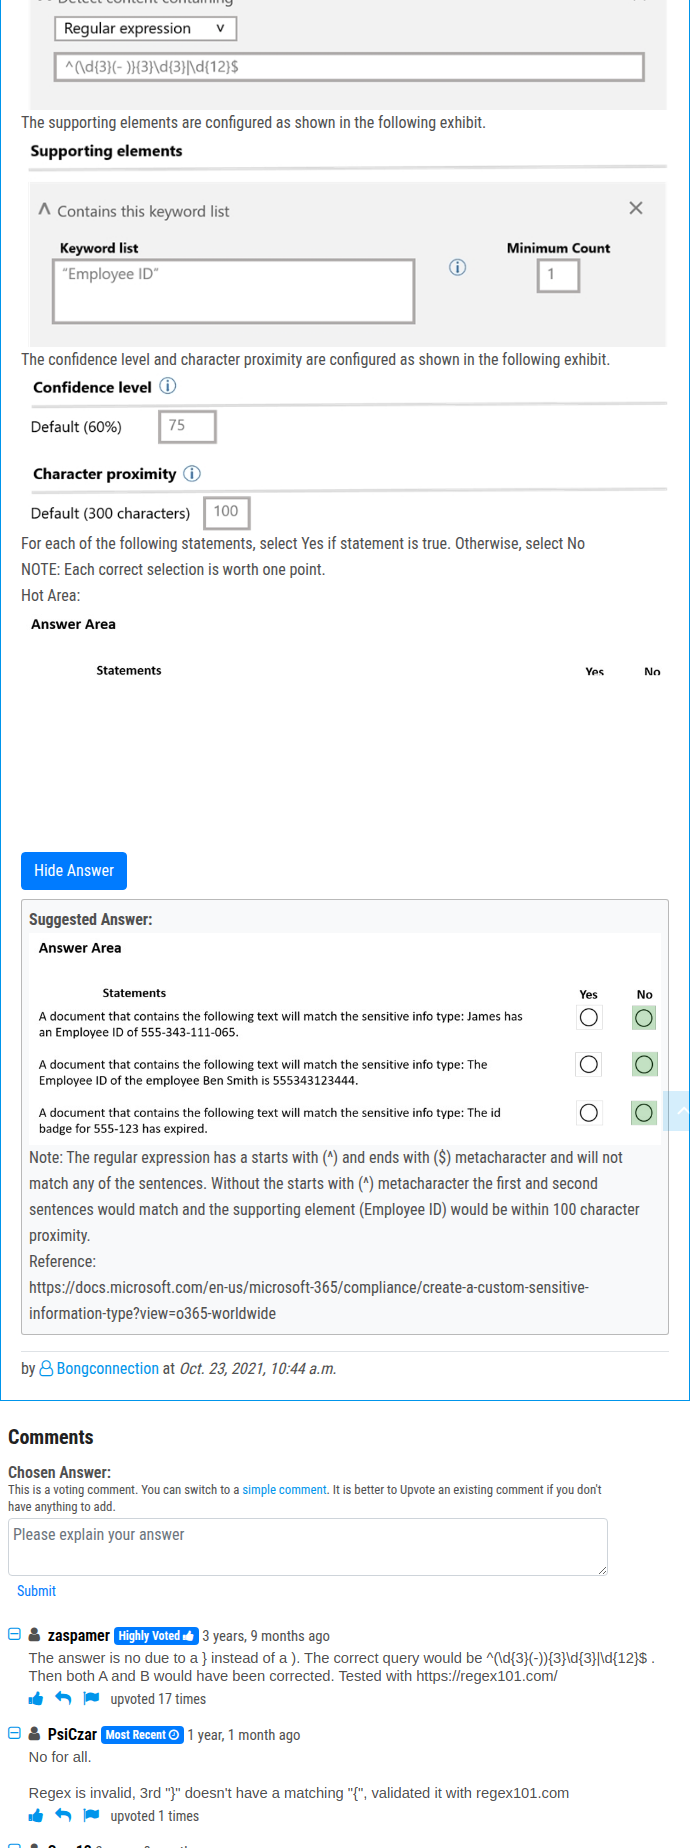 Detect content containing
Regular expression v
^(\d{3}(- )}{3}\d{3}|\d{12}$
The supporting elements are configured as shown in the following exhibit.
Supporting elements
Contains this keyword list
Keyword list Minimum Count
"Employee ID" 1
The confidence level and character proximity are configured as shown in the following exhibit.
Confidence level
Default (60%) 75
Character proximity
Default (300 characters) 100
For each of the following statements, select Yes if statement is true. Otherwise, select No
NOTE: Each correct selection is worth one point.
Hot Area:
Answer Area
Statements Yes No
Hide Answer
Suggested Answer:
Answer Area
Statements Yes No
A document that contains the following text will match the sensitive info type: James has
an Employee ID of 555-343-111-065.
A document that contains the following text will match the sensitive info type: The
Employee ID of the employee Ben Smith is 555343123444.
A document that contains the following text will match the sensitive info type: The id
badge for 555-123 has expired.
Note: The regular expression has a starts with (^) and ends with ($) metacharacter and will not
match any of the sentences. Without the starts with (^) metacharacter the first and second
sentences would match and the supporting element (Employee ID) would be within 100 character
proximity.
Reference:
https://docs.microsoft.com/en-us/microsoft-365/compliance/create-a-custom-sensitive-
information-type?view=o365-worldwide
by Bongconnection at Oct. 23, 2021, 10:44 a.m.
Comments
Chosen Answer:
This is a voting comment. You can switch to a simple comment. It is better to Upvote an existing comment if you don't
have anything to add.
Please explain your answer
Submit
zaspamer Highly Voted 3 years, 9 months ago
The answer is no due to a } instead of a ). The correct query would be ^(\d{3}(-)){3}\d{3}|\d{12}$ .
Then both A and B would have been corrected. Tested with https://regex101.com/
upvoted 17 times
PsiCzar Most Recent 1 year, 1 month ago
No for all.
Regex is invalid, 3rd "}" doesn't have a matching "{", validated it with regex101.com
upvoted 1 times